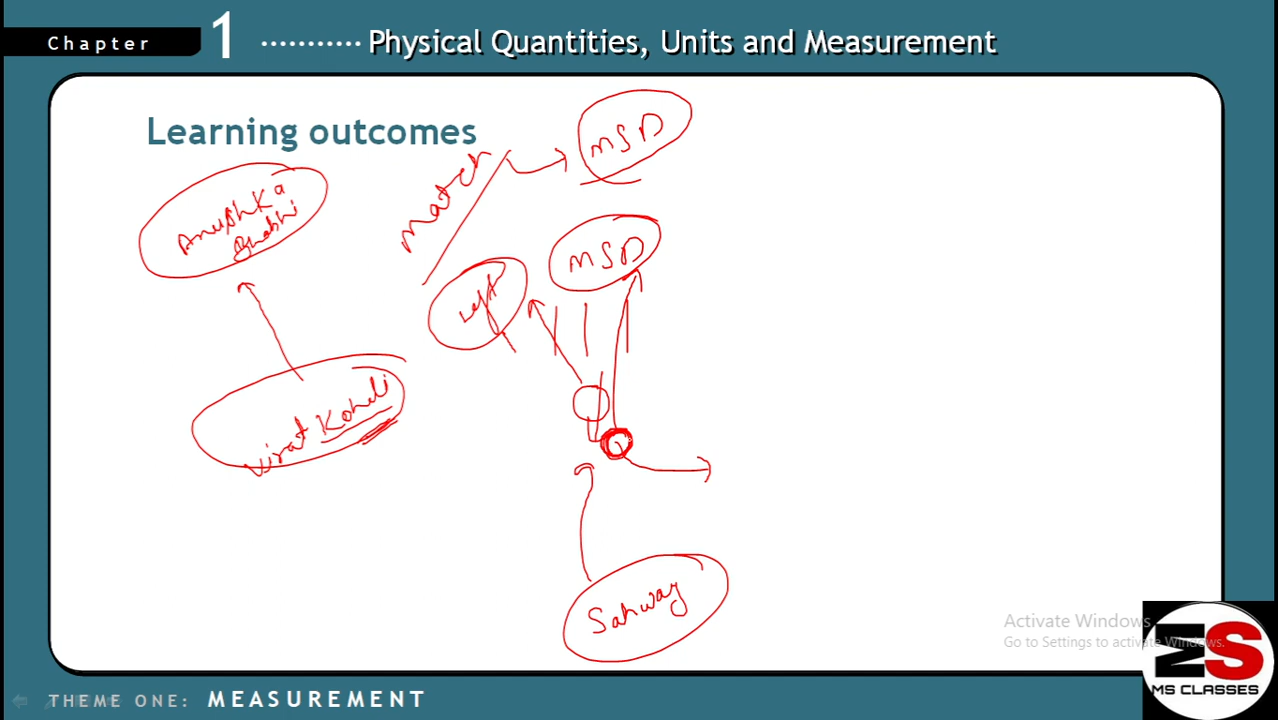 Chapter 1 ........... Physical Quantities, Units and Measurement
Learning outcomes
MSD
match
Anushka
Bhabhi
MSD
Left
Virat Kohli
Sahwag
Activate Windows
Go to Settings to activate Windows.
MS CLASSES
THEME ONE: MEASUREMENT